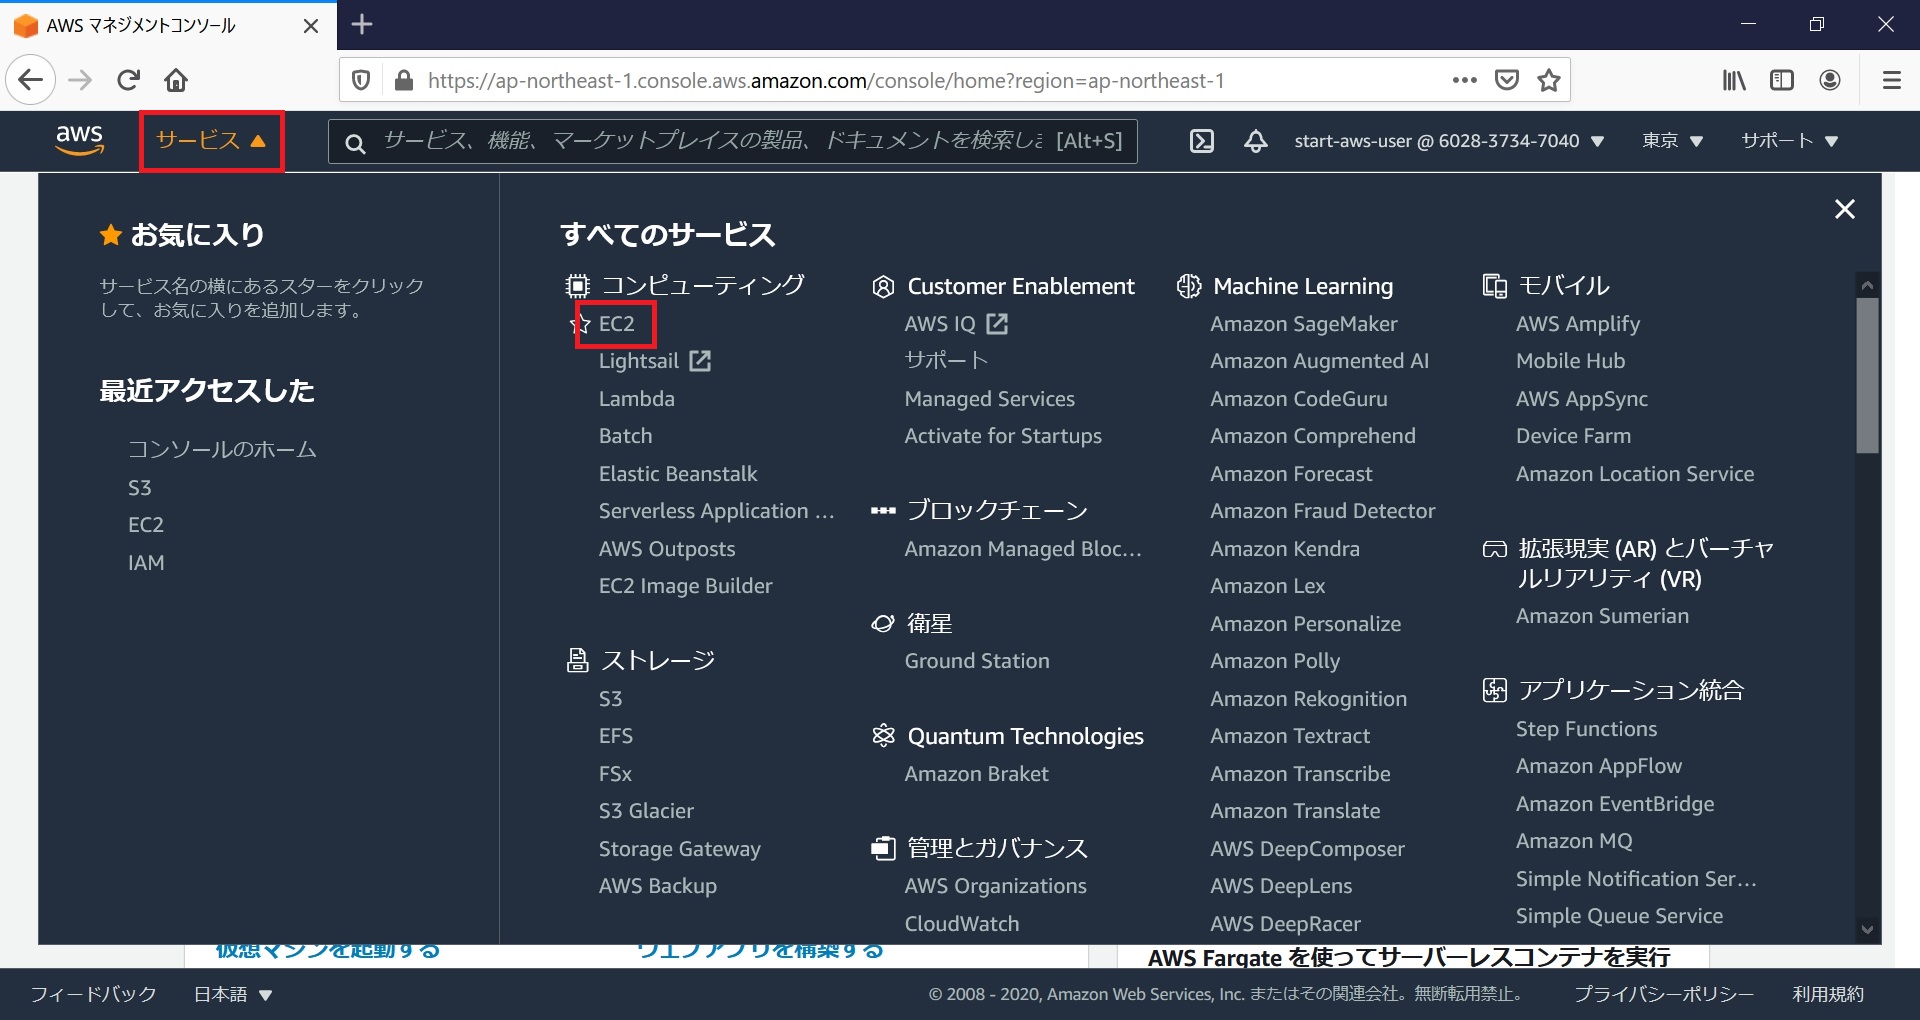 AWS マネジメントコンソール
https://ap-northeast-1.console.aws.amazon.com/console/home?region=ap-northeast-1
aws
サービス
サービス、機能、マーケットプレイスの製品、ドキュメントを検索しま [Alt+S]
start-aws-user @ 6028-3734-7040
東京
サポート
お気に入り
サービス名の横にあるスターをクリック
して、お気に入りを追加します。
最近アクセスした
コンソールのホーム
S3
EC2
IAM
すべてのサービス
コンピューティング
EC2
Lightsail
Lambda
Batch
Elastic Beanstalk
Serverless Application ...
AWS Outposts
EC2 Image Builder
ストレージ
S3
EFS
FSx
S3 Glacier
Storage Gateway
AWS Backup
Customer Enablement
AWS IQ
サポート
Managed Services
Activate for Startups
ブロックチェーン
Amazon Managed Bloc...
衛星
Ground Station
Quantum Technologies
Amazon Braket
管理とガバナンス
AWS Organizations
CloudWatch
Machine Learning
Amazon SageMaker
Amazon Augmented AI
Amazon CodeGuru
Amazon Comprehend
Amazon Forecast
Amazon Fraud Detector
Amazon Kendra
Amazon Lex
Amazon Personalize
Amazon Polly
Amazon Rekognition
Amazon Textract
Amazon Transcribe
Amazon Translate
AWS DeepComposer
AWS DeepLens
AWS DeepRacer
モバイル
AWS Amplify
Mobile Hub
AWS AppSync
Device Farm
Amazon Location Service
拡張現実 (AR) とバーチャ
ルリアリティ (VR)
Amazon Sumerian
アプリケーション統合
Step Functions
Amazon AppFlow
Amazon EventBridge
Amazon MQ
Simple Notification Ser...
Simple Queue Service
仮想マシンを起動する
ウェブアプリを構築する
AWS Fargate を使ってサーバーレスコンテナを実行
フィードバック
日本語
© 2008 - 2020, Amazon Web Services, Inc. またはその関連会社。無断転用禁止。
プライバシーポリシー
利用規約